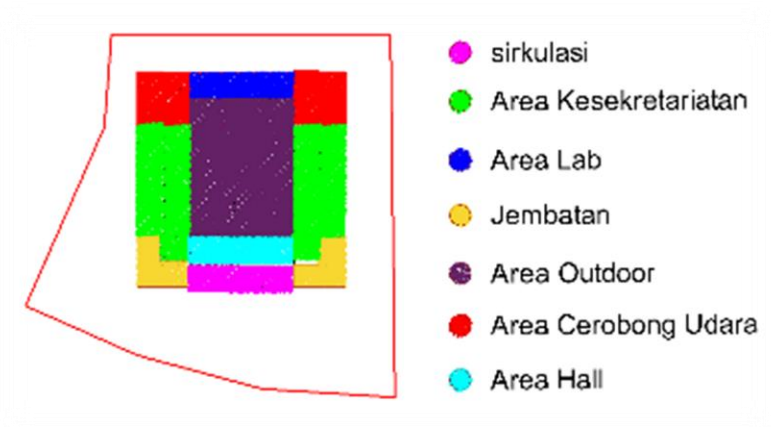 sirkulasi
Area Kesekretariatan
Area Lab
Jembatan
Area Outdoor
Area Cerobong Udara
Area Hall